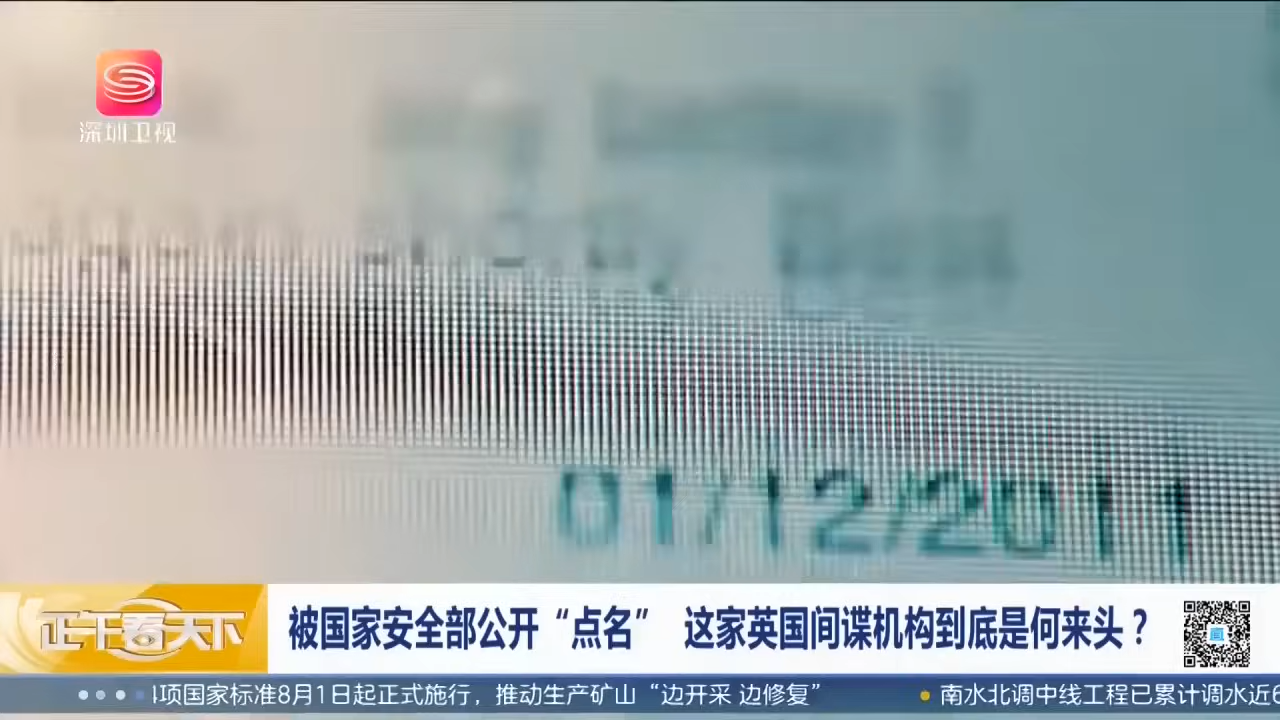 深圳卫视
01/12/2011
正午看天下
被国家安全部公开“点名” 这家英国间谍机构到底是何来头？
项国家标准8月1日起正式施行，推动生产矿山“边开采 边修复”
南水北调中线工程已累计调水近